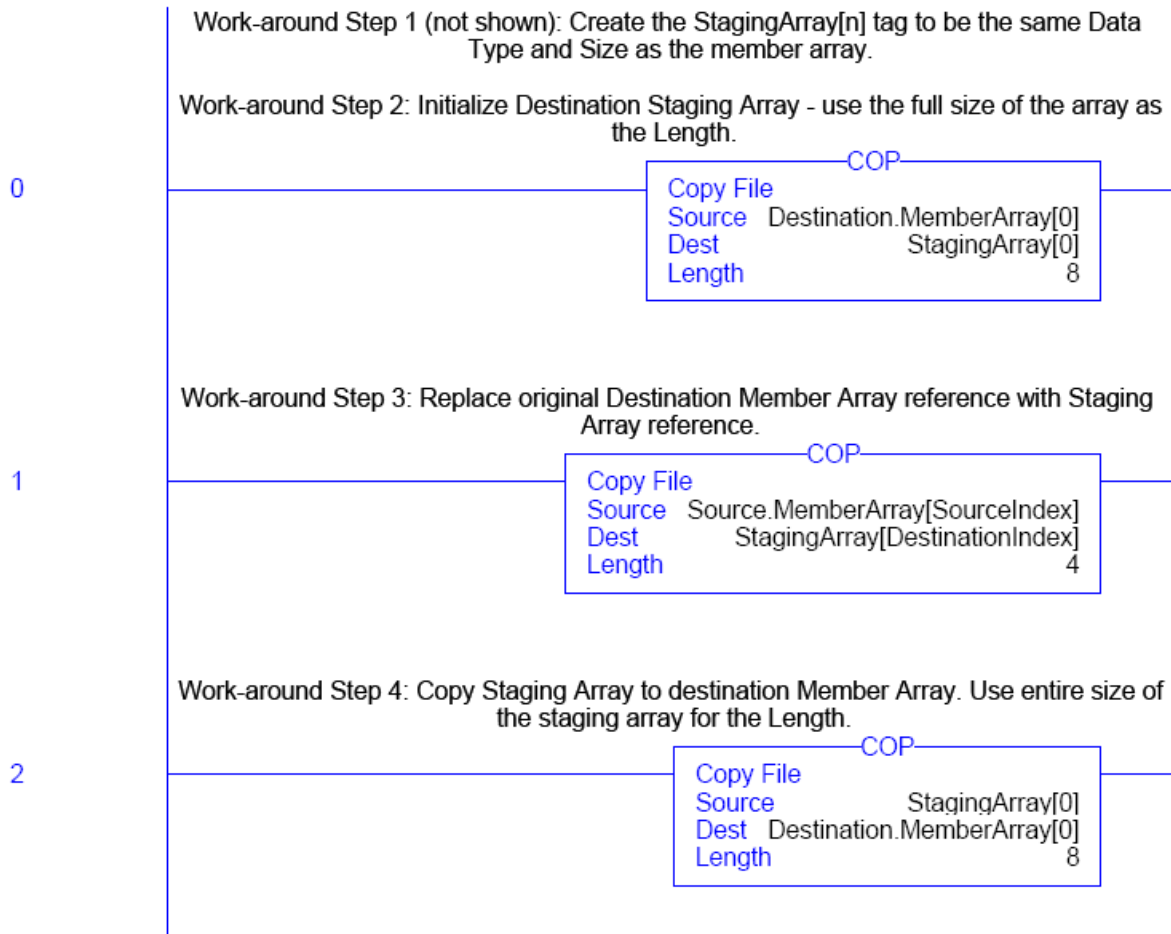 Work-around Step 1 (not shown): Create the StagingArray[n] tag to be the same Data
Type and Size as the member array.
Work-around Step 2: Initialize Destination Staging Array - use the full size of the array as
the Length.
0
COP
Copy File
Source Destination.MemberArray[0]
Dest StagingArray[0]
Length 8
Work-around Step 3: Replace original Destination Member Array reference with Staging
Array reference.
1
COP
Copy File
Source Source.MemberArray[SourceIndex]
Dest StagingArray[DestinationIndex]
Length 4
Work-around Step 4: Copy Staging Array to destination Member Array. Use entire size of
the staging array for the Length.
2
COP
Copy File
Source StagingArray[0]
Dest Destination.MemberArray[0]
Length 8